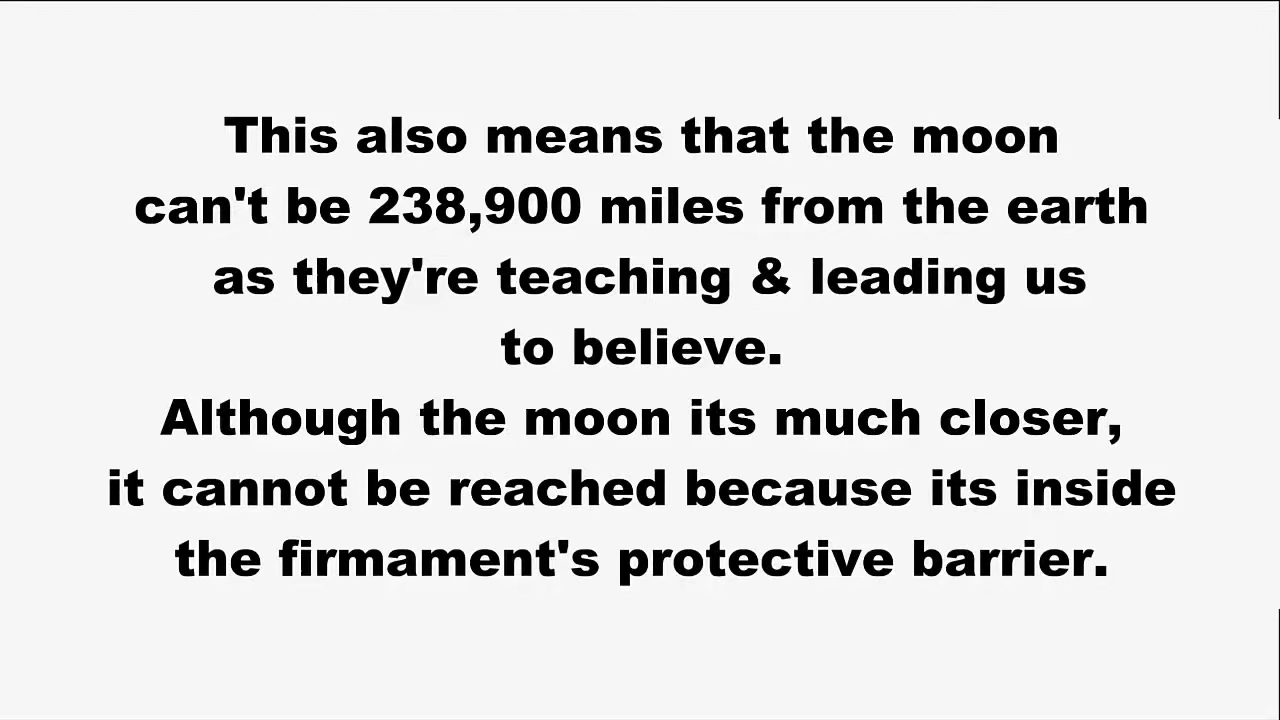 This also means that the moon
can't be 238,900 miles from the earth
as they're teaching & leading us
to believe.
Although the moon its much closer,
it cannot be reached because its inside
the firmament's protective barrier.